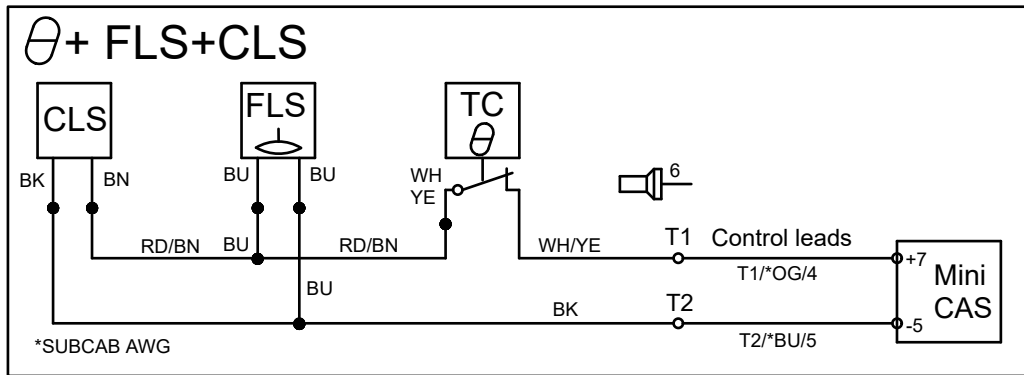 + FLS+CLS
CLS
FLS
TC
BK
BN
BU
BU
WH
YE
6
RD/BN
BU
RD/BN
WH/YE
T1
Control leads
T1/*OG/4
+7
Mini
CAS
BU
BK
T2
T2/*BU/5
-5
*SUBCAB AWG